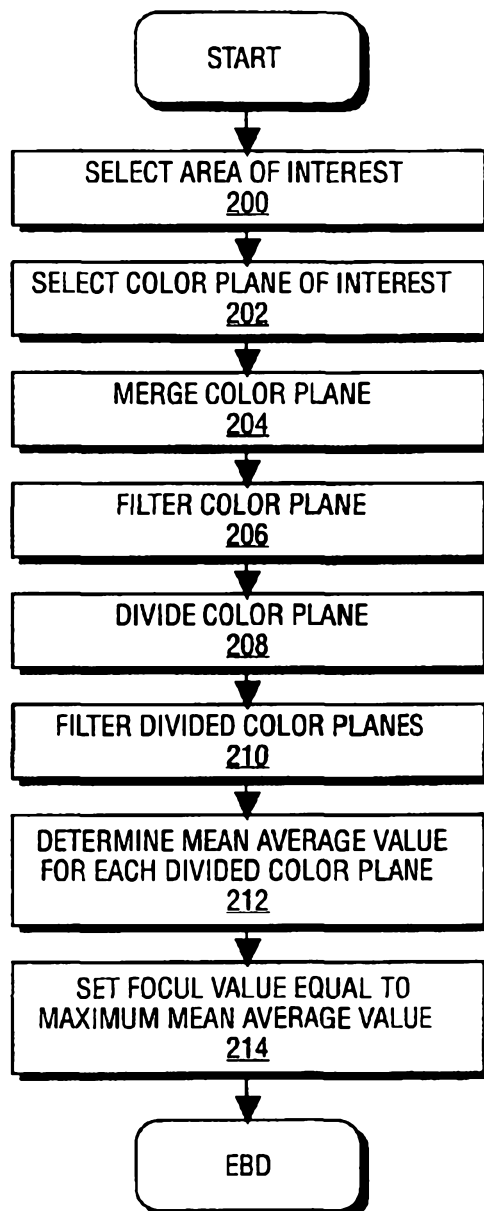 START
SELECT AREA OF INTEREST
200
SELECT COLOR PLANE OF INTEREST
202
MERGE COLOR PLANE
204
FILTER COLOR PLANE
206
DIVIDE COLOR PLANE
208
FILTER DIVIDED COLOR PLANES
210
DETERMINE MEAN AVERAGE VALUE
FOR EACH DIVIDED COLOR PLANE
212
SET FOCUL VALUE EQUAL TO
MAXIMUM MEAN AVERAGE VALUE
214
EBD